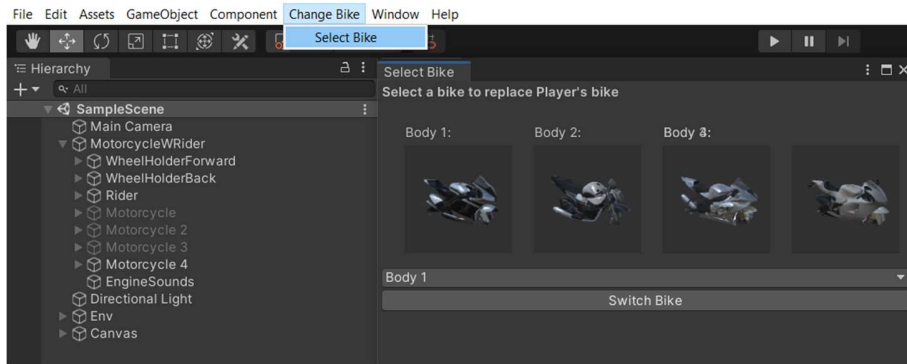 File Edit Assets GameObject Component Change Bike Window Help
Select Bike
Hierarchy
All
SampleScene
Main Camera
MotorcycleWRider
WheelHolderForward
WheelHolderBack
Rider
Motorcycle
Motorcycle 2
Motorcycle 3
Motorcycle 4
EngineSounds
Directional Light
Env
Canvas
Select Bike
Select a bike to replace Player's bike
Body 1: Body 2: Body
Body 1
Switch Bike